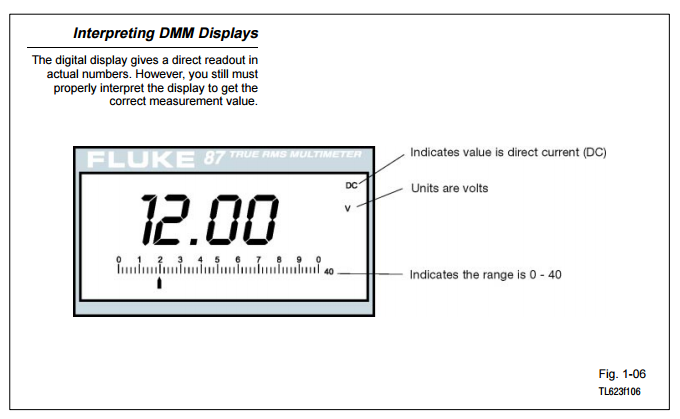 Interpreting DMM Displays
The digital display gives a direct readout in
actual numbers. However, you still must
properly interpret the display to get the
correct measurement value.
FLUKE 87 TRUE RMS MULTIMETER
Indicates value is direct current (DC)
DC
Units are volts
V
12.00
0 1 2 3 4 5 6 7 8 9 0
40
Indicates the range is 0 - 40
Fig. 1-06
TL623f106